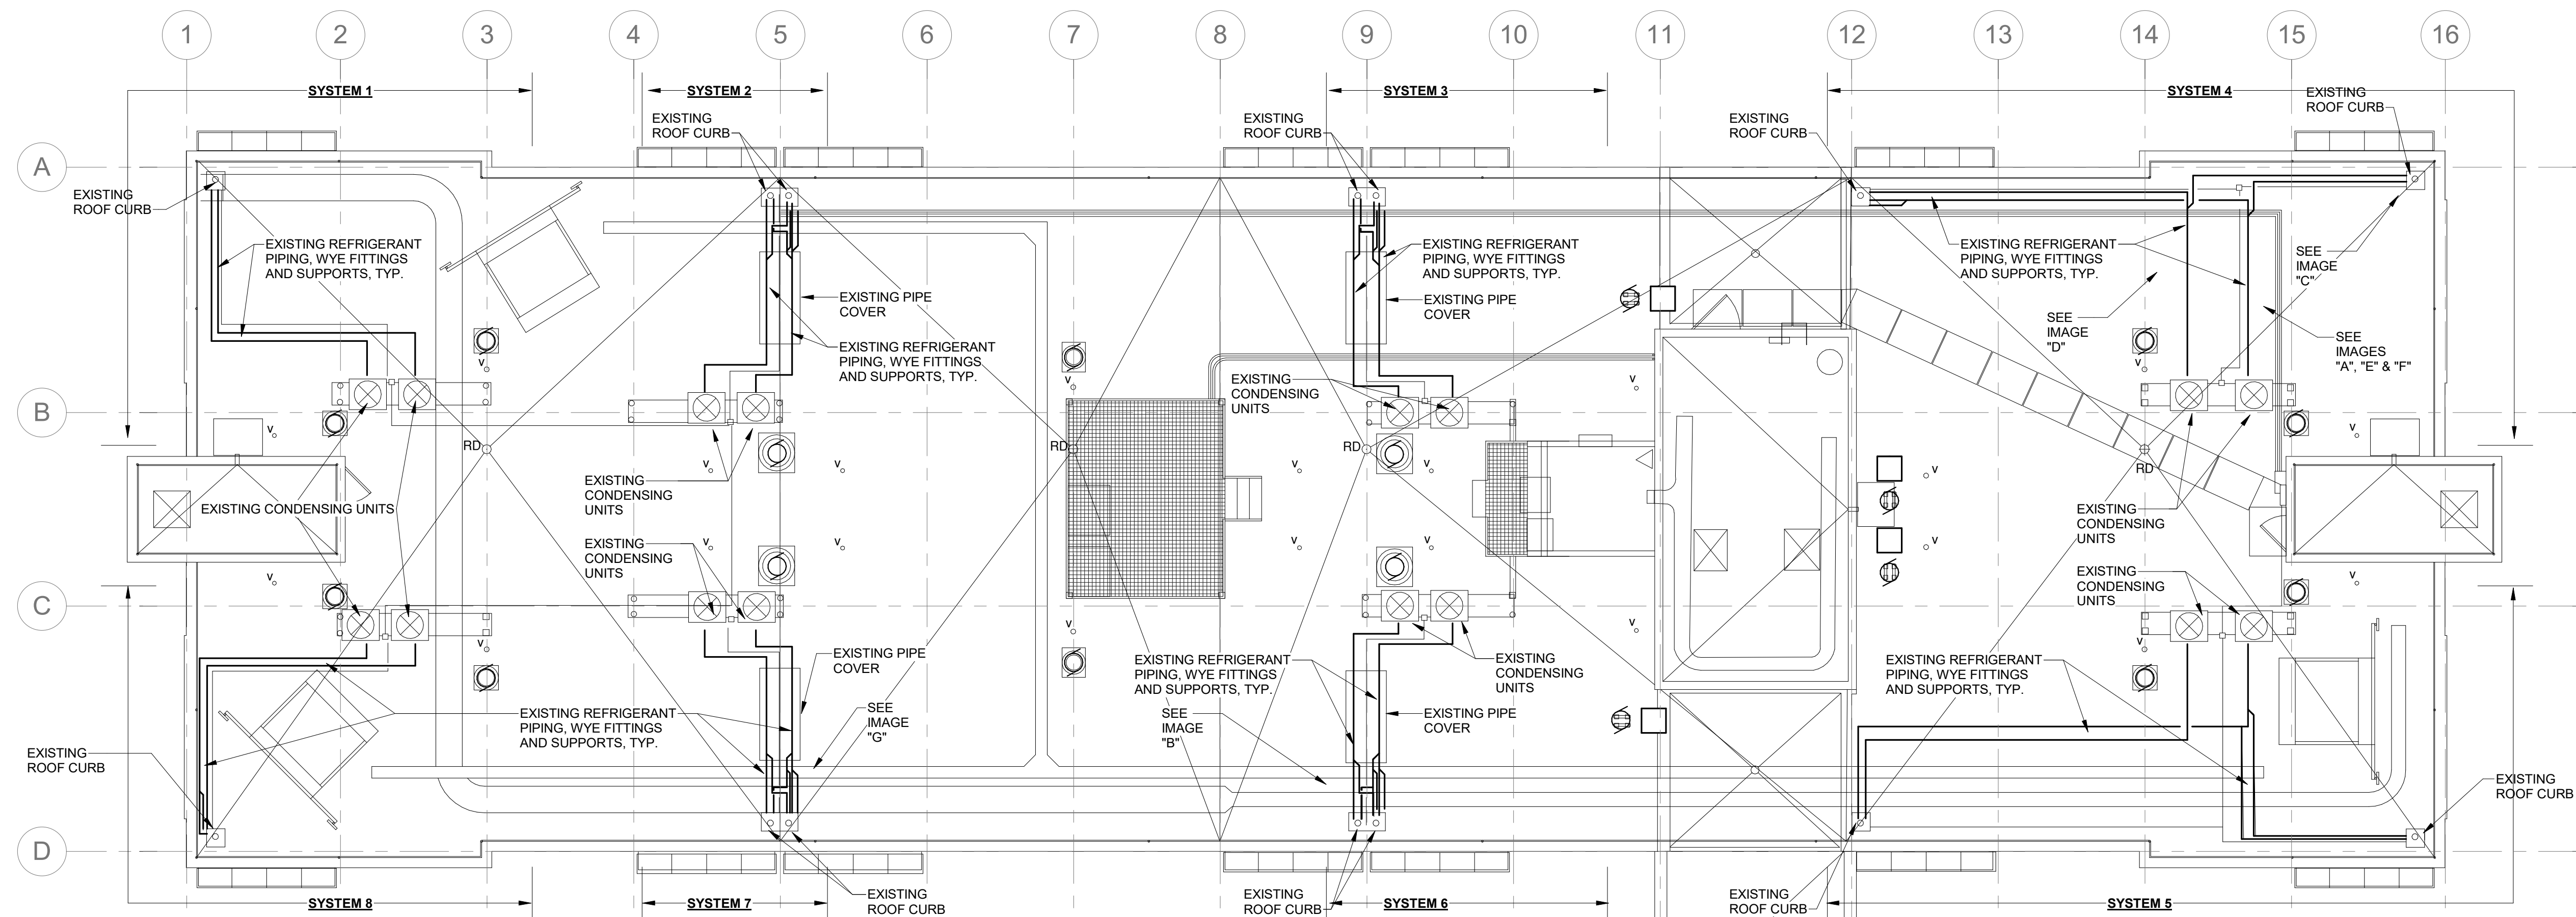 1 2 3 4 5 6 7 8 9 10 11 12 13 14 15 16
SYSTEM 1
SYSTEM 2
SYSTEM 3
SYSTEM 4
EXISTING
ROOF CURB
EXISTING
ROOF CURB
EXISTING
ROOF CURB
EXISTING
ROOF CURB
A
EXISTING
ROOF CURB
EXISTING REFRIGERANT
PIPING, WYE FITTINGS
AND SUPPORTS, TYP.
EXISTING PIPE
COVER
EXISTING REFRIGERANT
PIPING, WYE FITTINGS
AND SUPPORTS, TYP.
EXISTING REFRIGERANT
PIPING, WYE FITTINGS
AND SUPPORTS, TYP.
EXISTING PIPE
COVER
EXISTING REFRIGERANT
PIPING, WYE FITTINGS
AND SUPPORTS, TYP.
SEE
IMAGE
"C"
SEE
IMAGE
"D"
SEE
IMAGES
"A", "E" & "F"
V
V
V
V
V
EXISTING
CONDENSING
UNITS
B
V
V
V
RD
RD
RD
RD
V
V
V
V
V
EXISTING
CONDENSING
UNITS
EXISTING CONDENSING UNITS
EXISTING
CONDENSING
UNITS
EXISTING
CONDENSING
UNITS
V
V
V
V
V
V
V
EXISTING
CONDENSING
UNITS
C
V
V
V
V
EXISTING PIPE
COVER
EXISTING REFRIGERANT
PIPING, WYE FITTINGS
AND SUPPORTS, TYP.
EXISTING
CONDENSING
UNITS
EXISTING REFRIGERANT
PIPING, WYE FITTINGS
AND SUPPORTS, TYP.
EXISTING REFRIGERANT
PIPING, WYE FITTINGS
AND SUPPORTS, TYP.
SEE
IMAGE
"G"
SEE
IMAGE
"B"
EXISTING PIPE
COVER
EXISTING
ROOF CURB
EXISTING
ROOF CURB
D
SYSTEM 8
SYSTEM 7
EXISTING
ROOF CURB
EXISTING
ROOF CURB
SYSTEM 6
EXISTING
ROOF CURB
SYSTEM 5